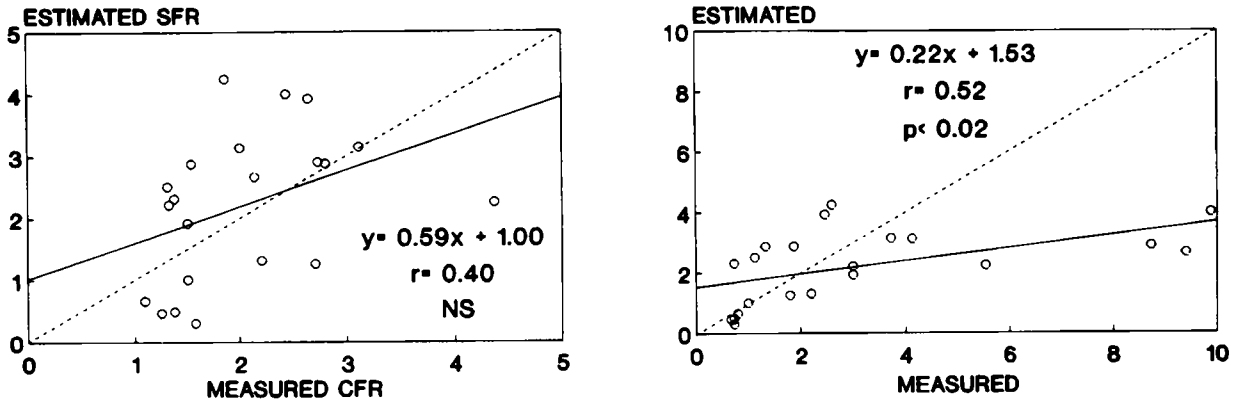 ESTIMATED SFR
5
4
3
2
1
0
0 1 2 3 4 5
MEASURED CFR
y= 0.59x + 1.00
r= 0.40
NS
ESTIMATED
10
8
6
4
2
0
0 2 4 6 8 10
MEASURED
y= 0.22x + 1.53
r= 0.52
p< 0.02